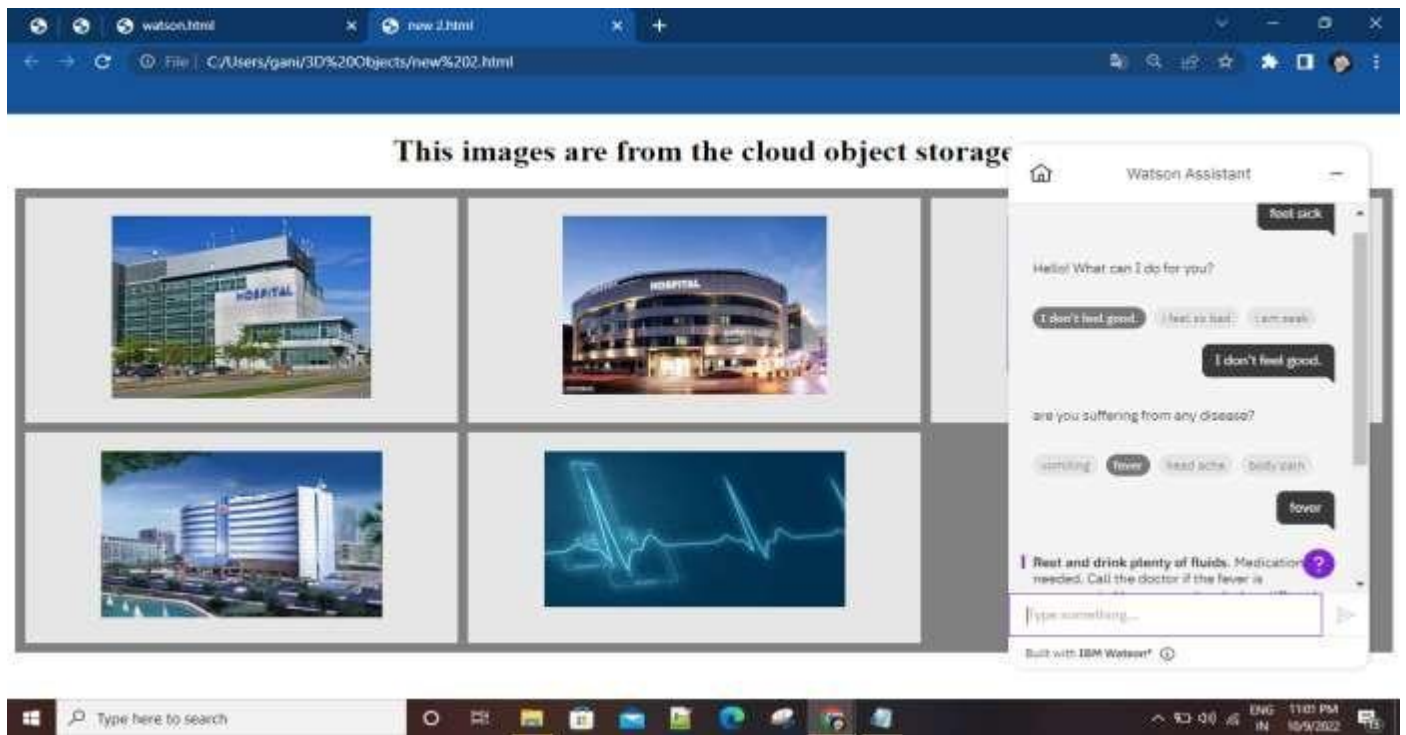 watson.html
new 2.html
File C:/Users/gani/3D%20Objects/new%202.html
This images are from the cloud object storage
HOSPITAL
HOSPITAL
Watson Assistant
feel sick
Hello! What can I do for you?
I don't feel good. I feel so bad I am weak
I don't feel good.
are you suffering from any disease?
vomiting fever head ache body pain
fever
Rest and drink plenty of fluids. Medication
needed. Call the doctor if the fever is
Type something...
Built with IBM Watson®
Type here to search
ENG 11:01 PM
IN 10/9/2022